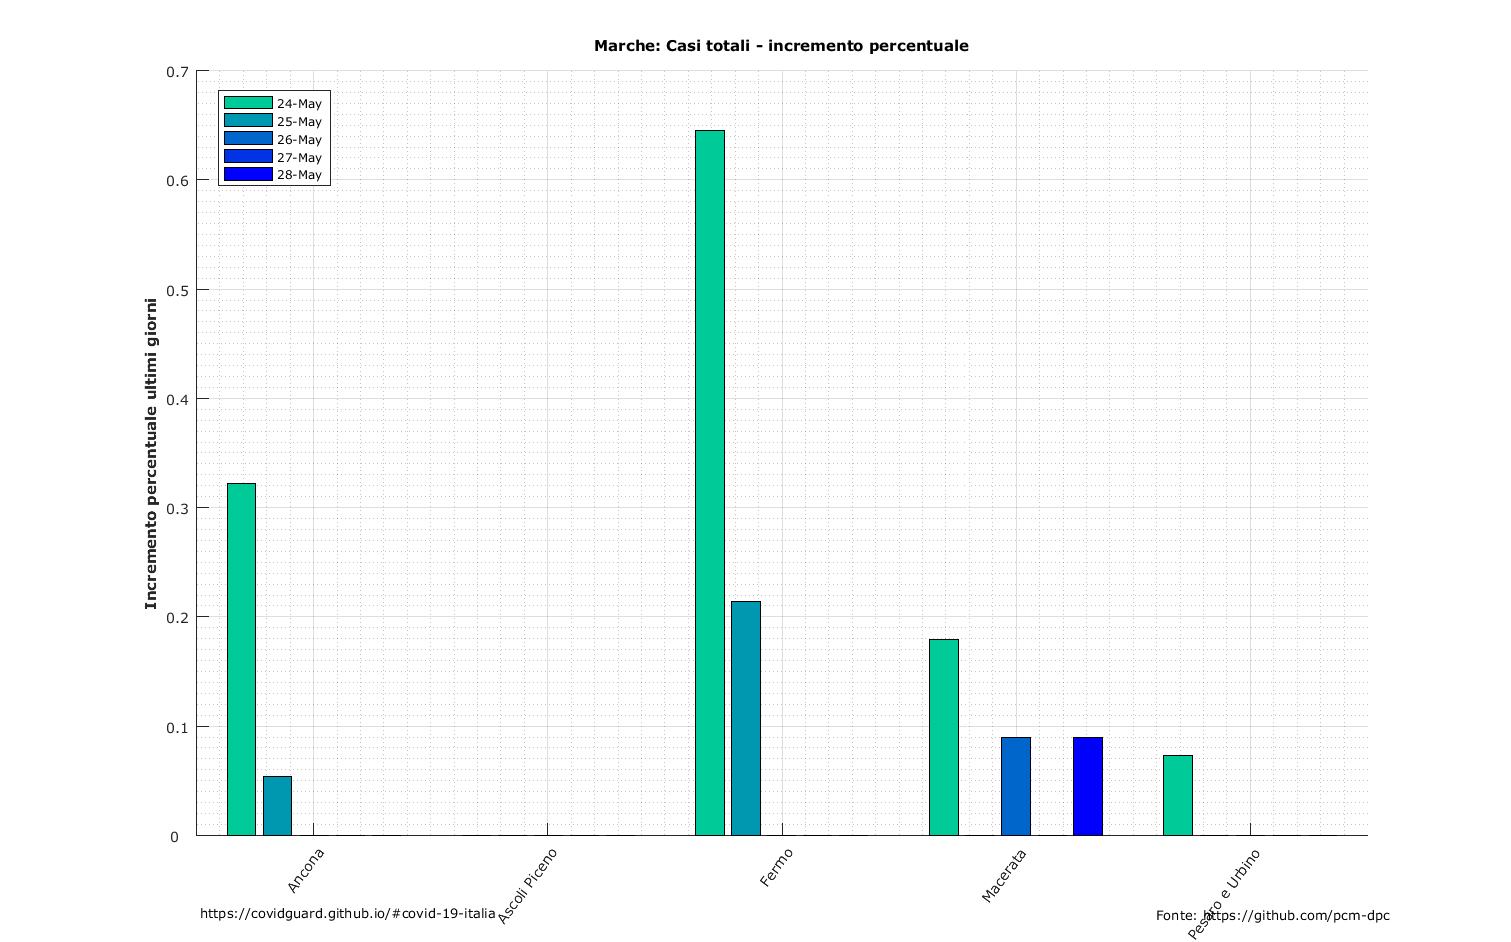 Marche: Casi totali - incremento percentuale
Incremento percentuale ultimi giorni
0.7
0.6
0.5
0.4
0.3
0.2
0.1
0
24-May
25-May
26-May
27-May
28-May
Ancona
Ascoli Piceno
Fermo
Macerata
Pesaro e Urbino
https://covidguard.github.io/#covid-19-italia
Fonte: https://github.com/pcm-dpc